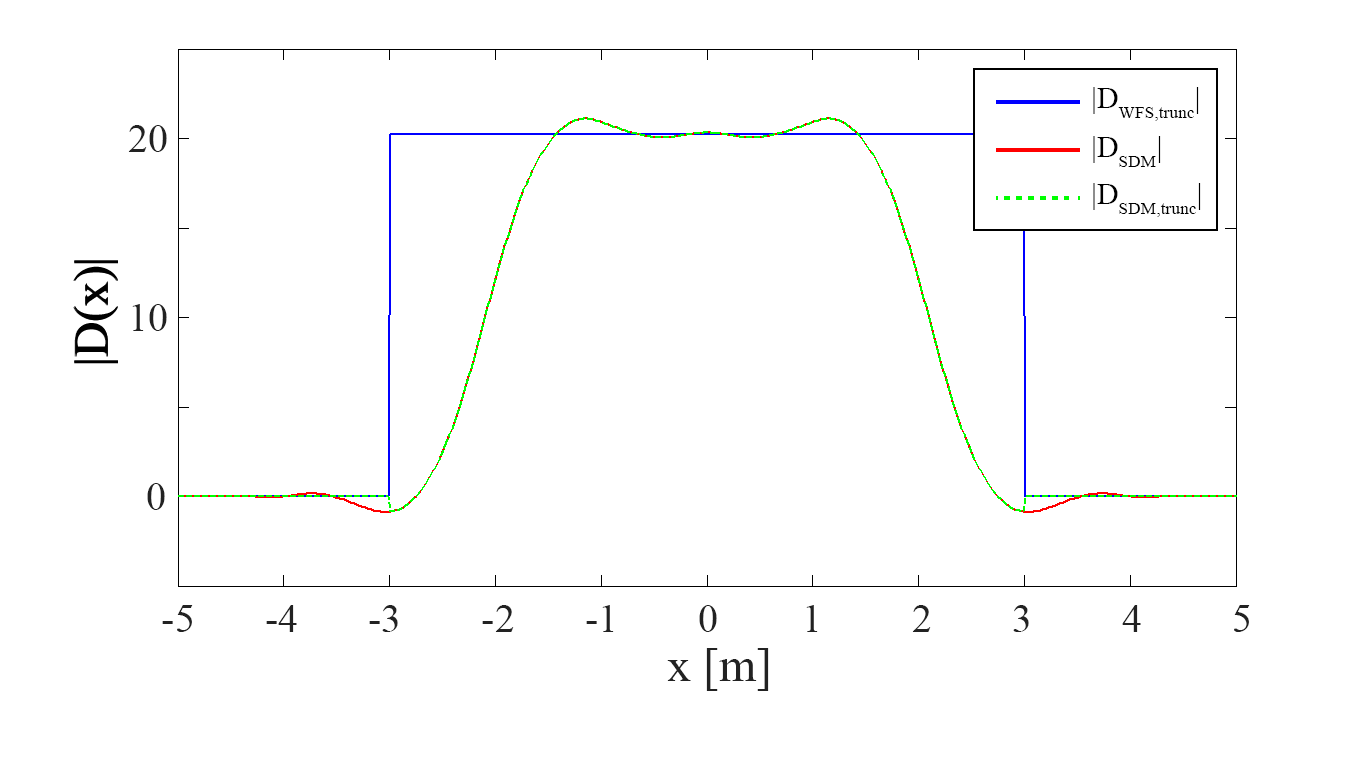 |D(x)|
20
10
0
|D_WFS,trunc|
|D_SDM|
|D_SDM,trunc|
-5 -4 -3 -2 -1 0 1 2 3 4 5
x [m]